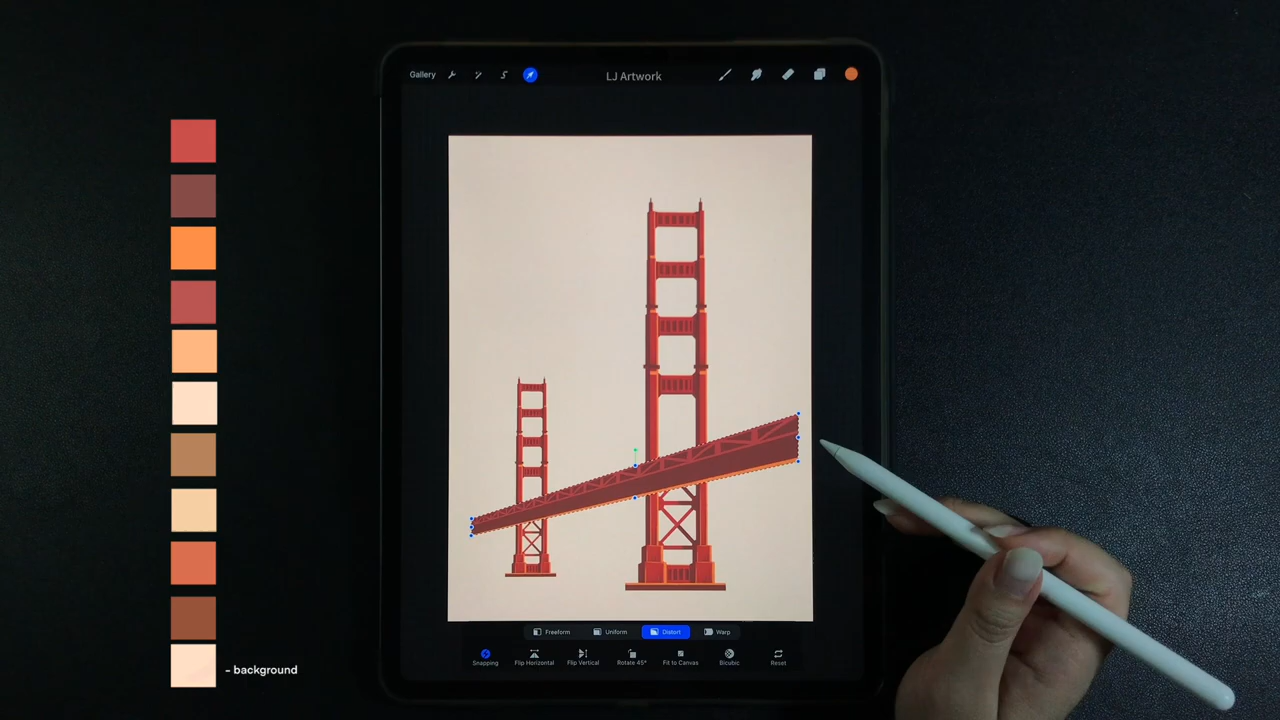 Gallery
LJ Artwork
- background
Freeform Uniform Distort Warp
Snapping Flip Horizontal Flip Vertical Rotate 45° Fit to Canvas Bicubic Reset